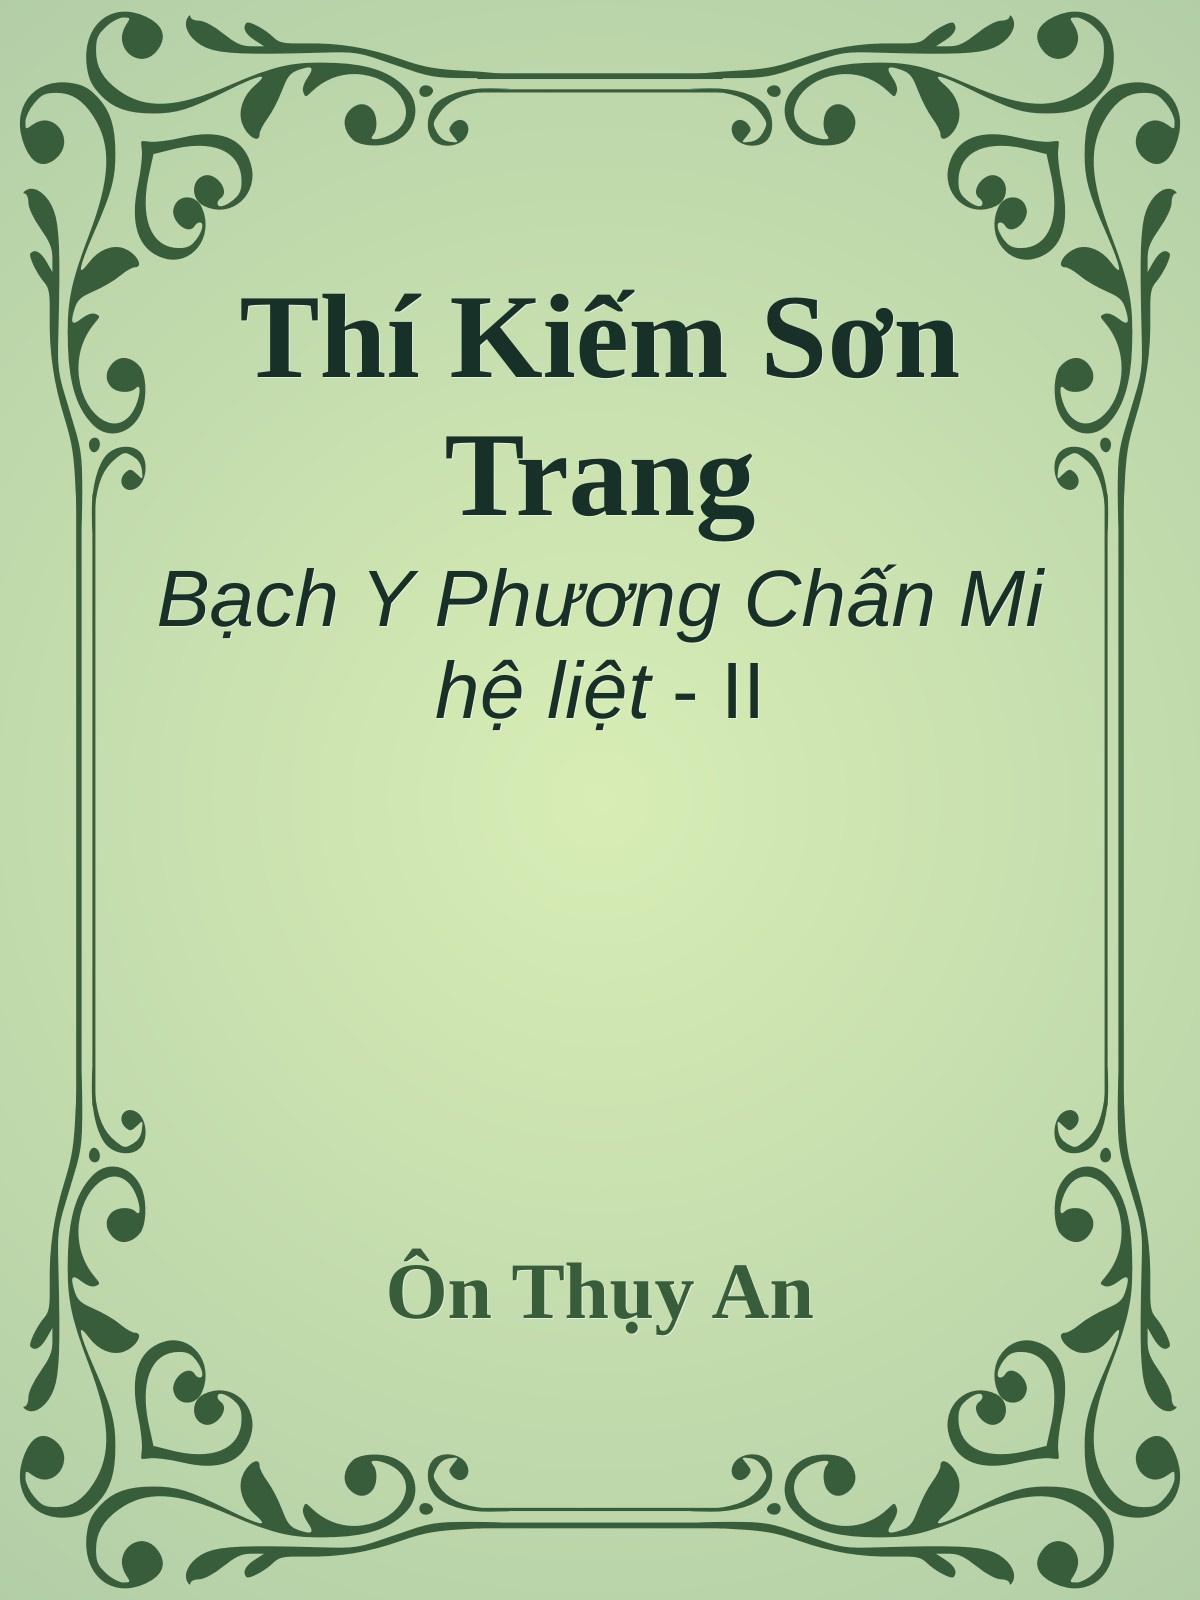 Thí Kiếm Sơn
Trang
Bạch Y Phương Chấn Mi
hệ liệt - II
Ôn Thụy An